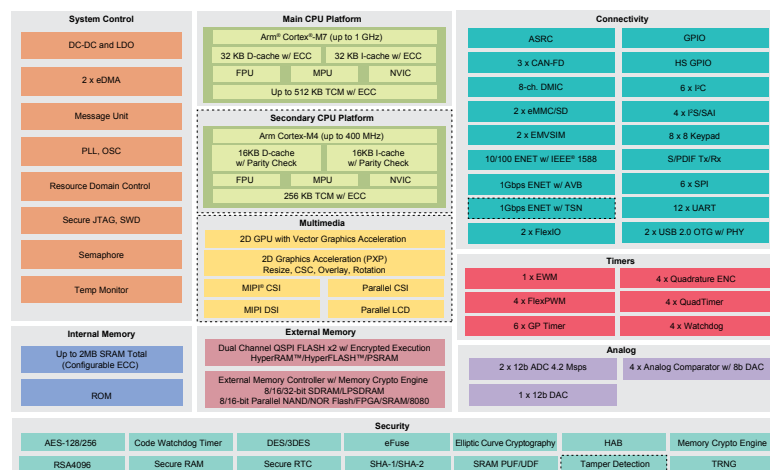 System Control
DC-DC and LDO
2 x eDMA
Message Unit
PLL, OSC
Resource Domain Control
Secure JTAG, SWD
Semaphore
Temp Monitor
Internal Memory
Up to 2MB SRAM Total
(Configurable ECC)
ROM
Main CPU Platform
Arm® Cortex®-M7 (up to 1 GHz)
32 KB D-cache w/ ECC
32 KB I-cache w/ ECC
FPU
MPU
NVIC
Up to 512 KB TCM w/ ECC
Secondary CPU Platform
Arm Cortex-M4 (up to 400 MHz)
16KB D-cache
w/ Parity Check
16KB I-cache
w/ Parity Check
FPU
MPU
NVIC
256 KB TCM w/ ECC
Multimedia
2D GPU with Vector Graphics Acceleration
2D Graphics Acceleration (PXP)
Resize, CSC, Overlay, Rotation
MIPI® CSI
Parallel CSI
MIPI DSI
Parallel LCD
External Memory
Dual Channel QSPI FLASH x2 w/ Encrypted Execution
HyperRAM™/HyperFLASH™/PSRAM
External Memory Controller w/ Memory Crypto Engine
8/16/32-bit SDRAM/LPSDRAM
8/16-bit Parallel NAND/NOR Flash/FPGA/SRAM/8080
Connectivity
ASRC
GPIO
3 x CAN-FD
HS GPIO
8-ch. DMIC
6 x I²C
2 x eMMC/SD
4 x I²S/SAI
2 x EMVSIM
8 x 8 Keypad
10/100 ENET w/ IEEE® 1588
S/PDIF Tx/Rx
1Gbps ENET w/ AVB
6 x SPI
1Gbps ENET w/ TSN
12 x UART
2 x FlexIO
2 x USB 2.0 OTG w/ PHY
Timers
1 x EWM
4 x Quadrature ENC
4 x FlexPWM
4 x QuadTimer
6 x GP Timer
4 x Watchdog
Analog
2 x 12b ADC 4.2 Msps
4 x Analog Comparator w/ 8b DAC
1 x 12b DAC
Security
AES-128/256
Code Watchdog Timer
DES/3DES
eFuse
Elliptic Curve Cryptography
HAB
Memory Crypto Engine
RSA4096
Secure RAM
Secure RTC
SHA-1/SHA-2
SRAM PUF/UDF
Tamper Detection
TRNG